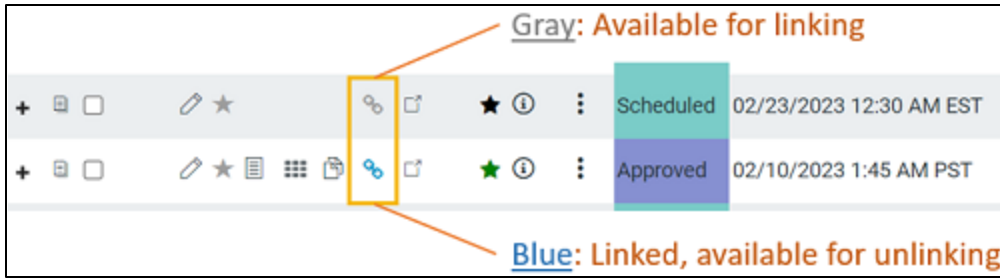 Gray: Available for linking
Scheduled 02/23/2023 12:30 AM EST
Approved 02/10/2023 1:45 AM PST
Blue: Linked, available for unlinking